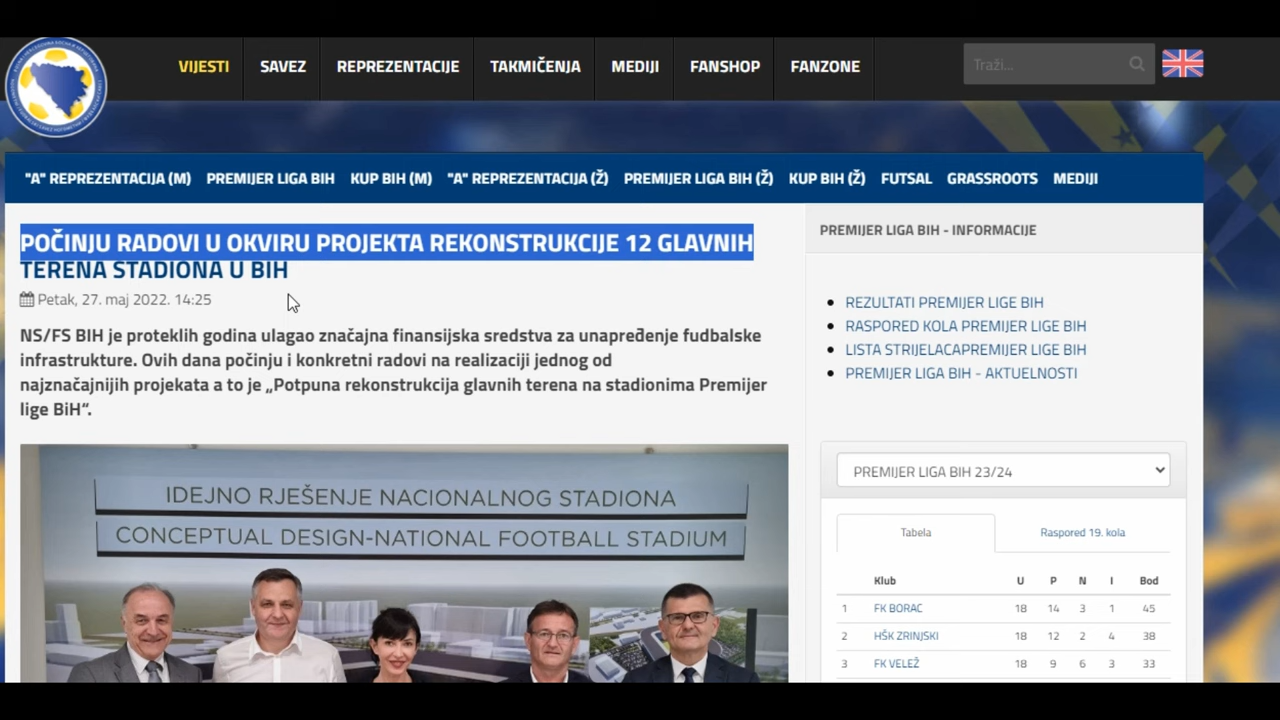 VIJESTI SAVEZ REPREZENTACIJE TAKMIČENJA MEDIJI FANSHOP FANZONE Traži...
"A" REPREZENTACIJA (M) PREMIJER LIGA BIH KUP BIH (M) "A" REPREZENTACIJA (Ž) PREMIJER LIGA BIH (Ž) KUP BIH (Ž) FUTSAL GRASSROOTS MEDIJI
POČINJU RADOVI U OKVIRU PROJEKTA REKONSTRUKCIJE 12 GLAVNIH
TERENA STADIONA U BIH
Petak, 27. maj 2022. 14:25
NS/FS BIH je proteklih godina ulagao značajna finansijska sredstva za unapređenje fudbalske
infrastrukture. Ovih dana počinju i konkretni radovi na realizaciji jednog od
najznačajnijih projekata a to je „Potpuna rekonstrukcija glavnih terena na stadionima Premijer
lige BiH“.
IDEJNO RJEŠENJE NACIONALNOG STADIONA
CONCEPTUAL DESIGN-NATIONAL FOOTBALL STADIUM
PREMIJER LIGA BIH - INFORMACIJE
REZULTATI PREMIJER LIGE BIH
RASPORED KOLA PREMIJER LIGE BIH
LISTA STRIJELACAPREMIJER LIGE BIH
PREMIJER LIGA BIH - AKTUELNOSTI
PREMIJER LIGA BIH 23/24
Tabela Raspored 19. kola
Klub U P N I Bod
1 FK BORAC 18 14 3 1 45
2 HŠK ZRINJSKI 18 12 2 4 38
3 FK VELEŽ 18 9 6 3 33